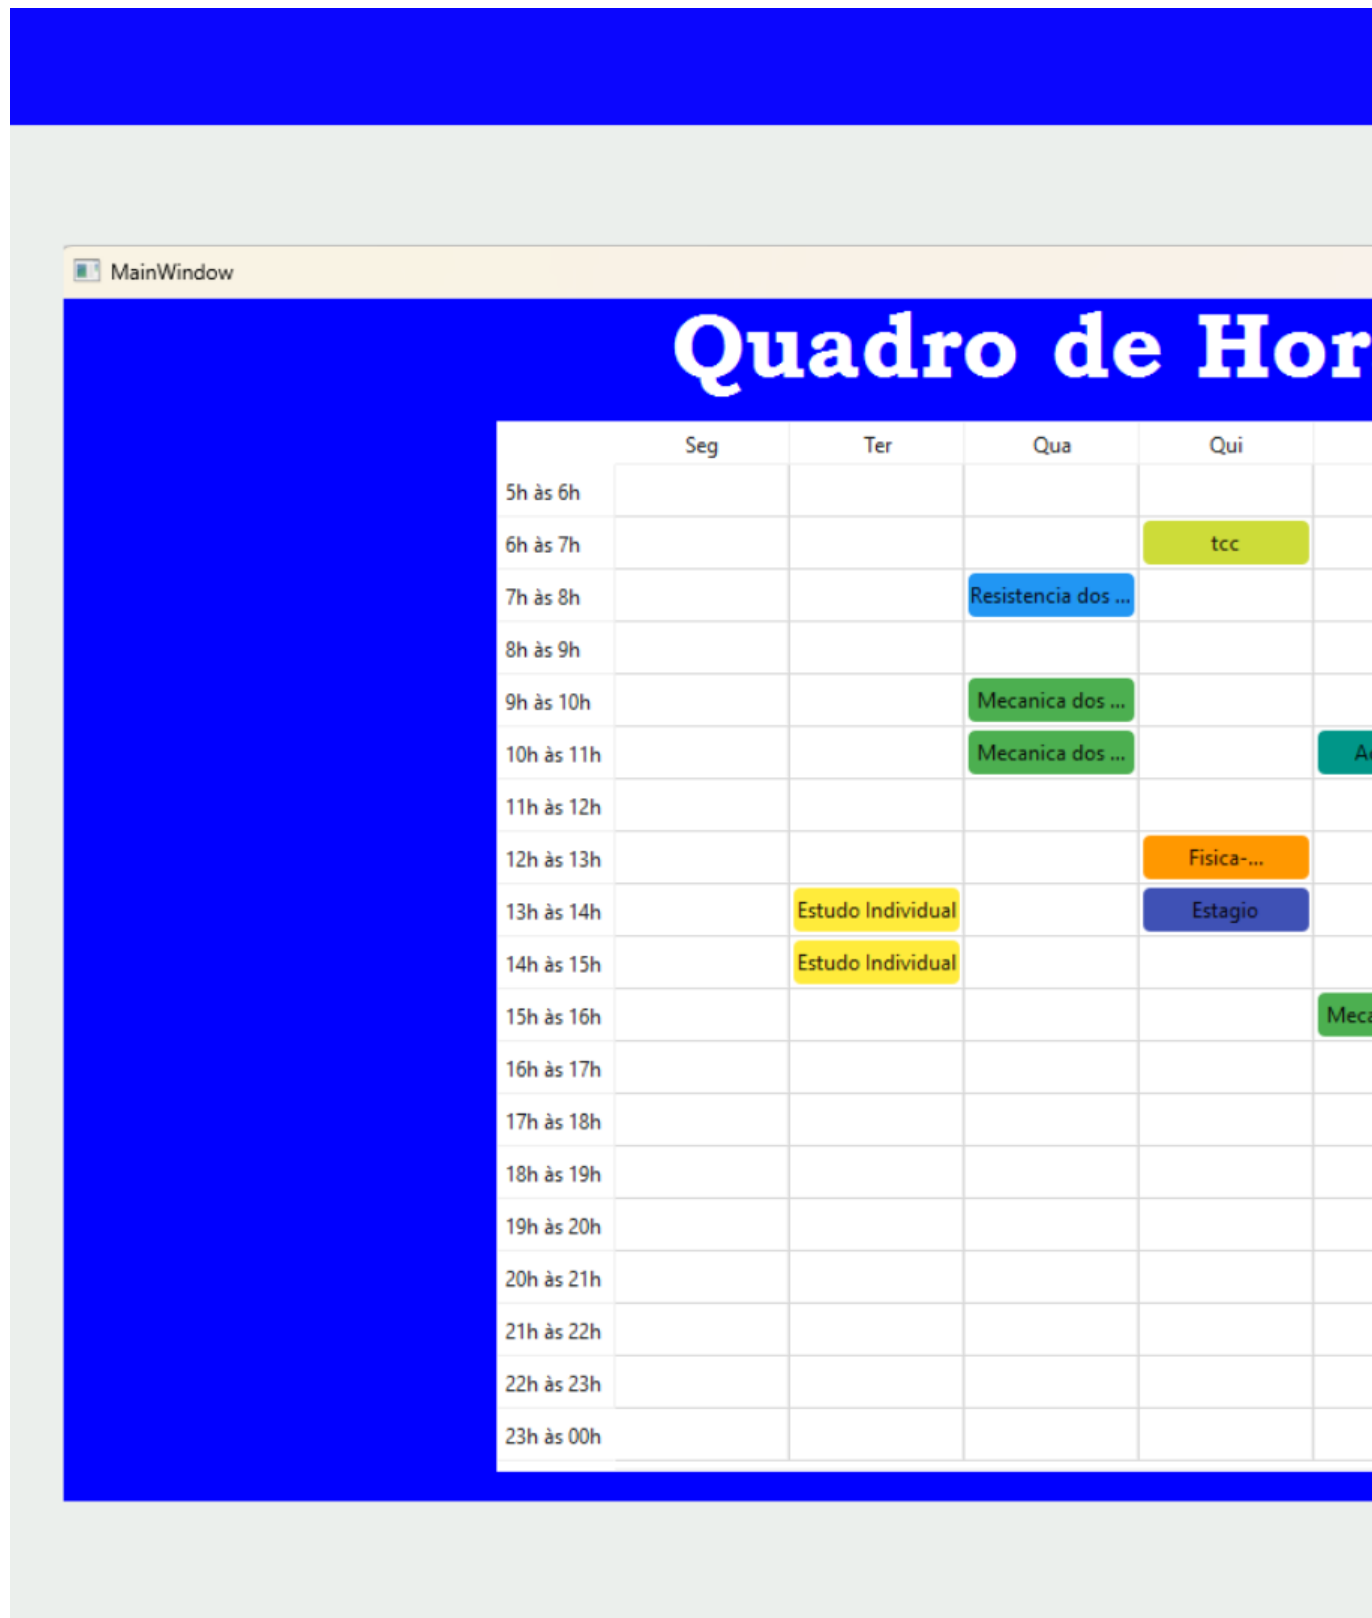 MainWindow
Quadro de Hor
Seg Ter Qua Qui
5h às 6h
6h às 7h tcc
7h às 8h Resistencia dos ...
8h às 9h
9h às 10h Mecanica dos ...
10h às 11h Mecanica dos ...
11h às 12h
12h às 13h Fisica-...
13h às 14h Estudo Individual Estagio
14h às 15h Estudo Individual
15h às 16h Meca
16h às 17h
17h às 18h
18h às 19h
19h às 20h
20h às 21h
21h às 22h
22h às 23h
23h às 00h